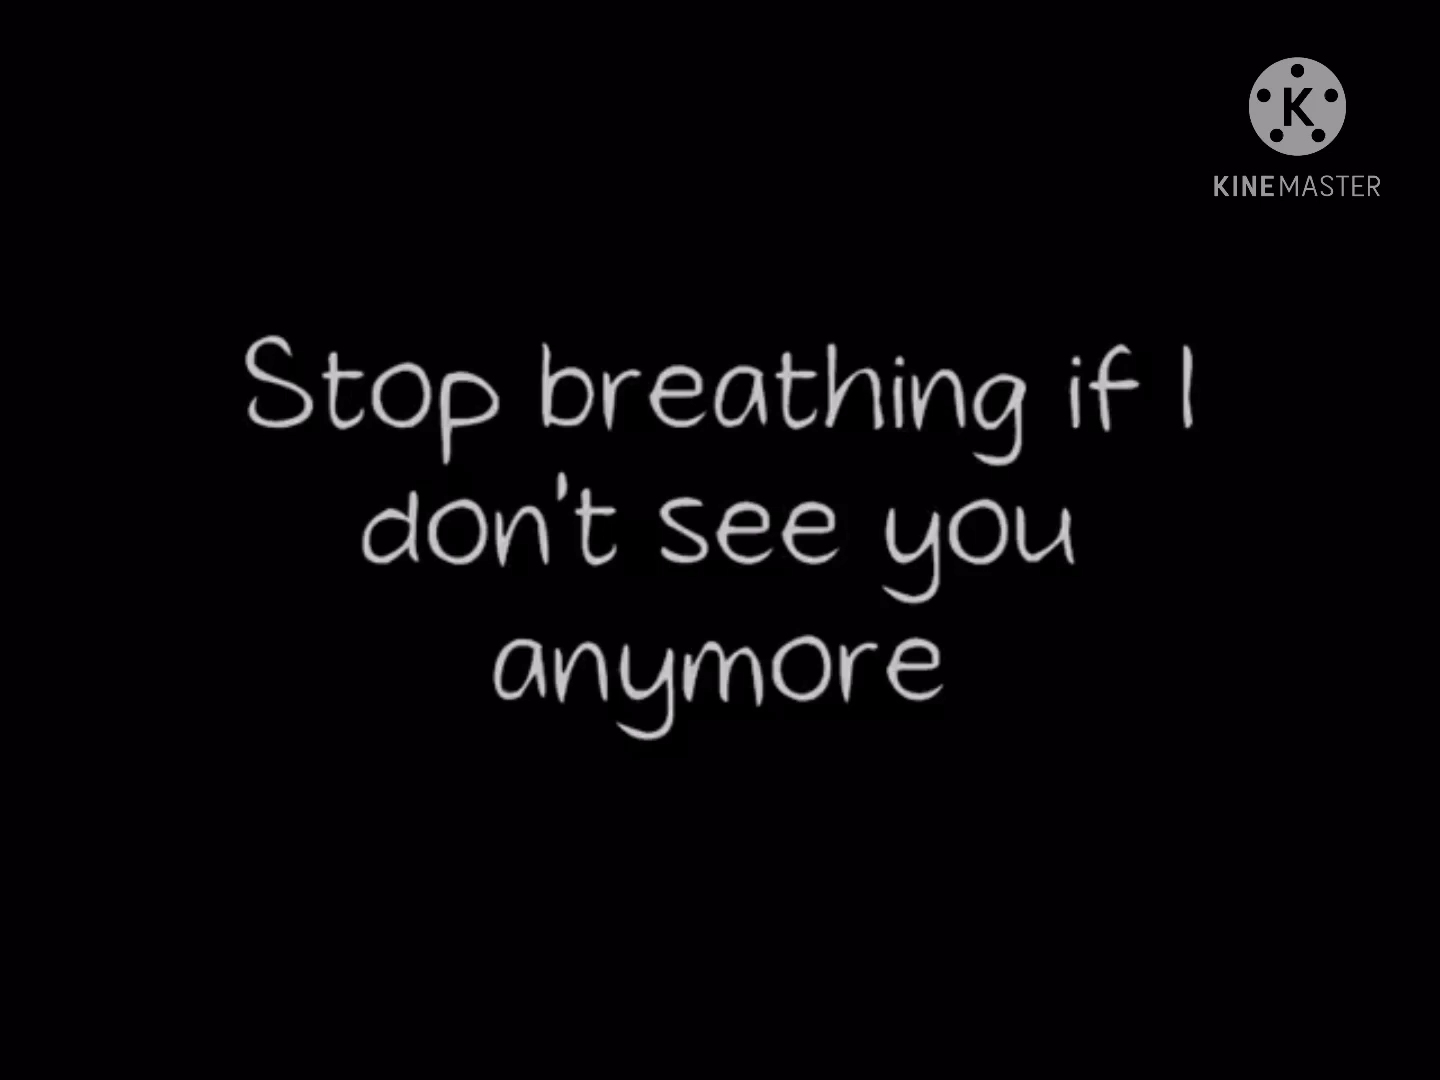 K
KINEMASTER
Stop breathing if I
don't see you
anymore